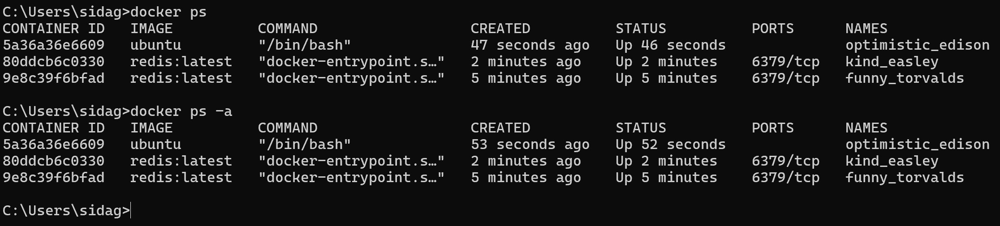 C:\Users\sidag>docker ps
CONTAINER ID   IMAGE          COMMAND                  CREATED          STATUS          PORTS      NAMES
5a36a36e6609   ubuntu         "/bin/bash"              47 seconds ago   Up 46 seconds              optimistic_edison
80ddcb6c0330   redis:latest   "docker-entrypoint.s…"   2 minutes ago    Up 2 minutes    6379/tcp   kind_easley
9e8c39f6bfad   redis:latest   "docker-entrypoint.s…"   5 minutes ago    Up 5 minutes    6379/tcp   funny_torvalds
C:\Users\sidag>docker ps -a
CONTAINER ID   IMAGE          COMMAND                  CREATED          STATUS          PORTS      NAMES
5a36a36e6609   ubuntu         "/bin/bash"              53 seconds ago   Up 52 seconds              optimistic_edison
80ddcb6c0330   redis:latest   "docker-entrypoint.s…"   2 minutes ago    Up 2 minutes    6379/tcp   kind_easley
9e8c39f6bfad   redis:latest   "docker-entrypoint.s…"   5 minutes ago    Up 5 minutes    6379/tcp   funny_torvalds
C:\Users\sidag>